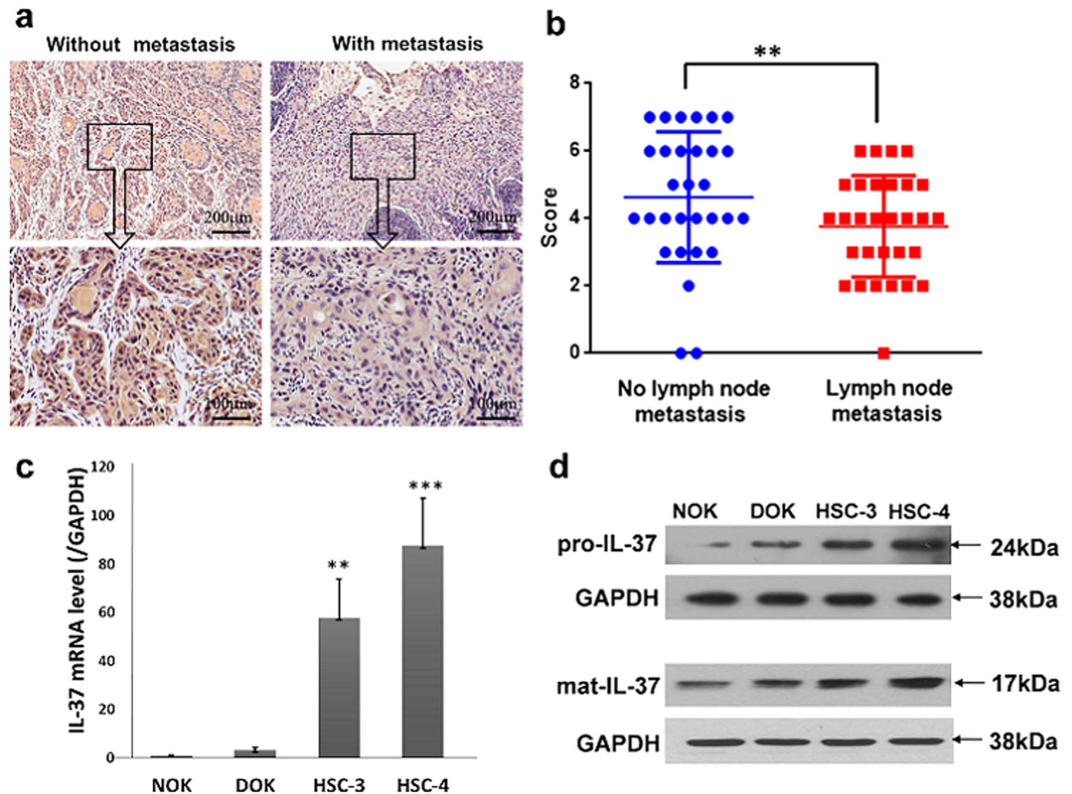 a
Without metastasis
With metastasis
200μm
200μm
100μm
100μm
b
**
Score
8
6
4
2
0
No lymph node
metastasis
Lymph node
metastasis
c
IL-37 mRNA level (/GAPDH)
120
100
80
60
40
20
0
**
***
NOK DOK HSC-3 HSC-4
d
NOK DOK HSC-3 HSC-4
pro-IL-37 24kDa
GAPDH 38kDa
mat-IL-37 17kDa
GAPDH 38kDa